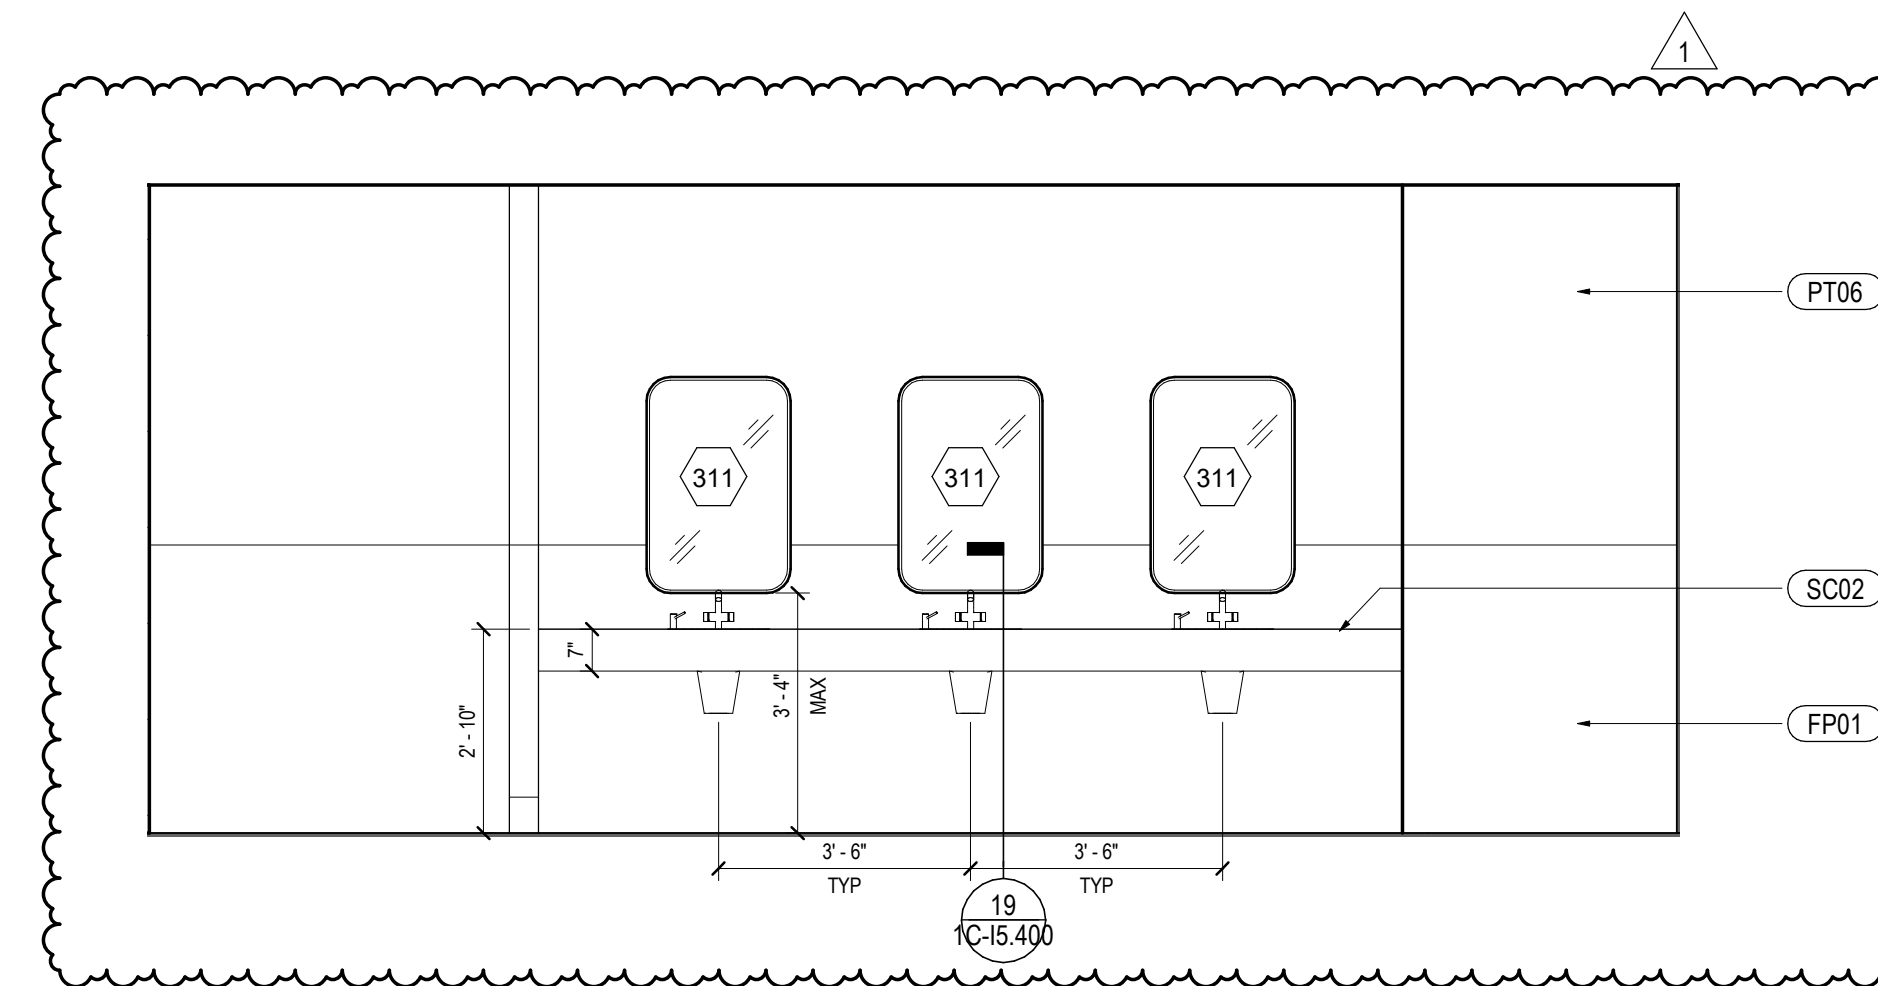 1
PT06
311
311
311
SC02
7"
3' - 4"
MAX
2' - 10"
FP01
3' - 6"
TYP
3' - 6"
TYP
19
1C-I5.400